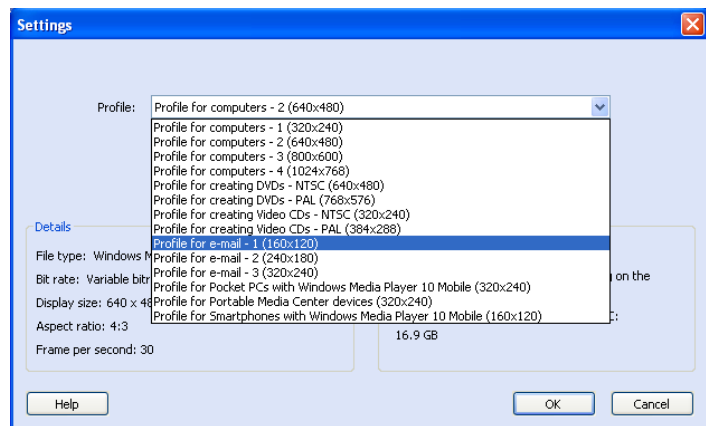 Settings
Profile:
Profile for computers - 2 (640x480)
Profile for computers - 1 (320x240)
Profile for computers - 2 (640x480)
Profile for computers - 3 (800x600)
Profile for computers - 4 (1024x768)
Profile for creating DVDs - NTSC (640x480)
Profile for creating DVDs - PAL (768x576)
Profile for creating Video CDs - NTSC (320x240)
Profile for creating Video CDs - PAL (384x288)
Profile for e-mail - 1 (160x120)
Profile for e-mail - 2 (240x180)
Profile for e-mail - 3 (320x240)
Profile for Pocket PCs with Windows Media Player 10 Mobile (320x240)
Profile for Portable Media Center devices (320x240)
Profile for Smartphones with Windows Media Player 10 Mobile (160x120)
Details
File type: Windows
Bit rate: Variable
Display size: 640 x
Aspect ratio: 4:3
Frame per second: 30
on the
16.9 GB
Help
OK
Cancel